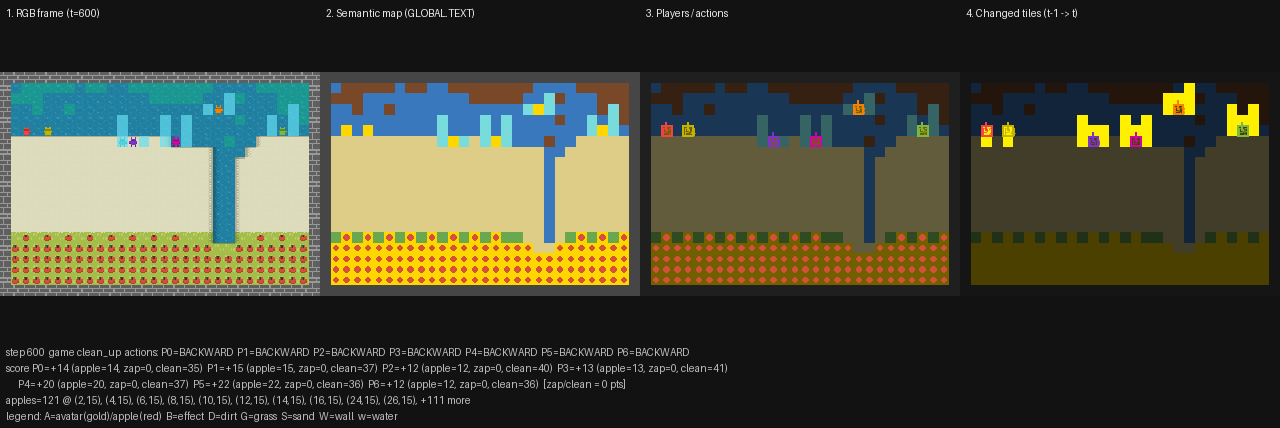 1. RGB frame (t=600)
2. Semantic map (GLOBAL.TEXT)
3. Players / actions
4. Changed tiles (t-1 -> t)
step 600 game clean_up actions: P0=BACKWARD P1=BACKWARD P2=BACKWARD P3=BACKWARD P4=BACKWARD P5=BACKWARD P6=BACKWARD
score P0=+14 (apple=14, zap=0, clean=35) P1=+15 (apple=15, zap=0, clean=37) P2=+12 (apple=12, zap=0, clean=40) P3=+13 (apple=13, zap=0, clean=41)
P4=+20 (apple=20, zap=0, clean=37) P5=+22 (apple=22, zap=0, clean=36) P6=+12 (apple=12, zap=0, clean=36) [zap/clean = 0 pts]
apples=121 @ (2,15), (4,15), (6,15), (8,15), (10,15), (12,15), (14,15), (16,15), (24,15), (26,15), +111 more
legend: A=avatar(gold)/apple(red) B=effect D=dirt G=grass S=sand W=wall w=water